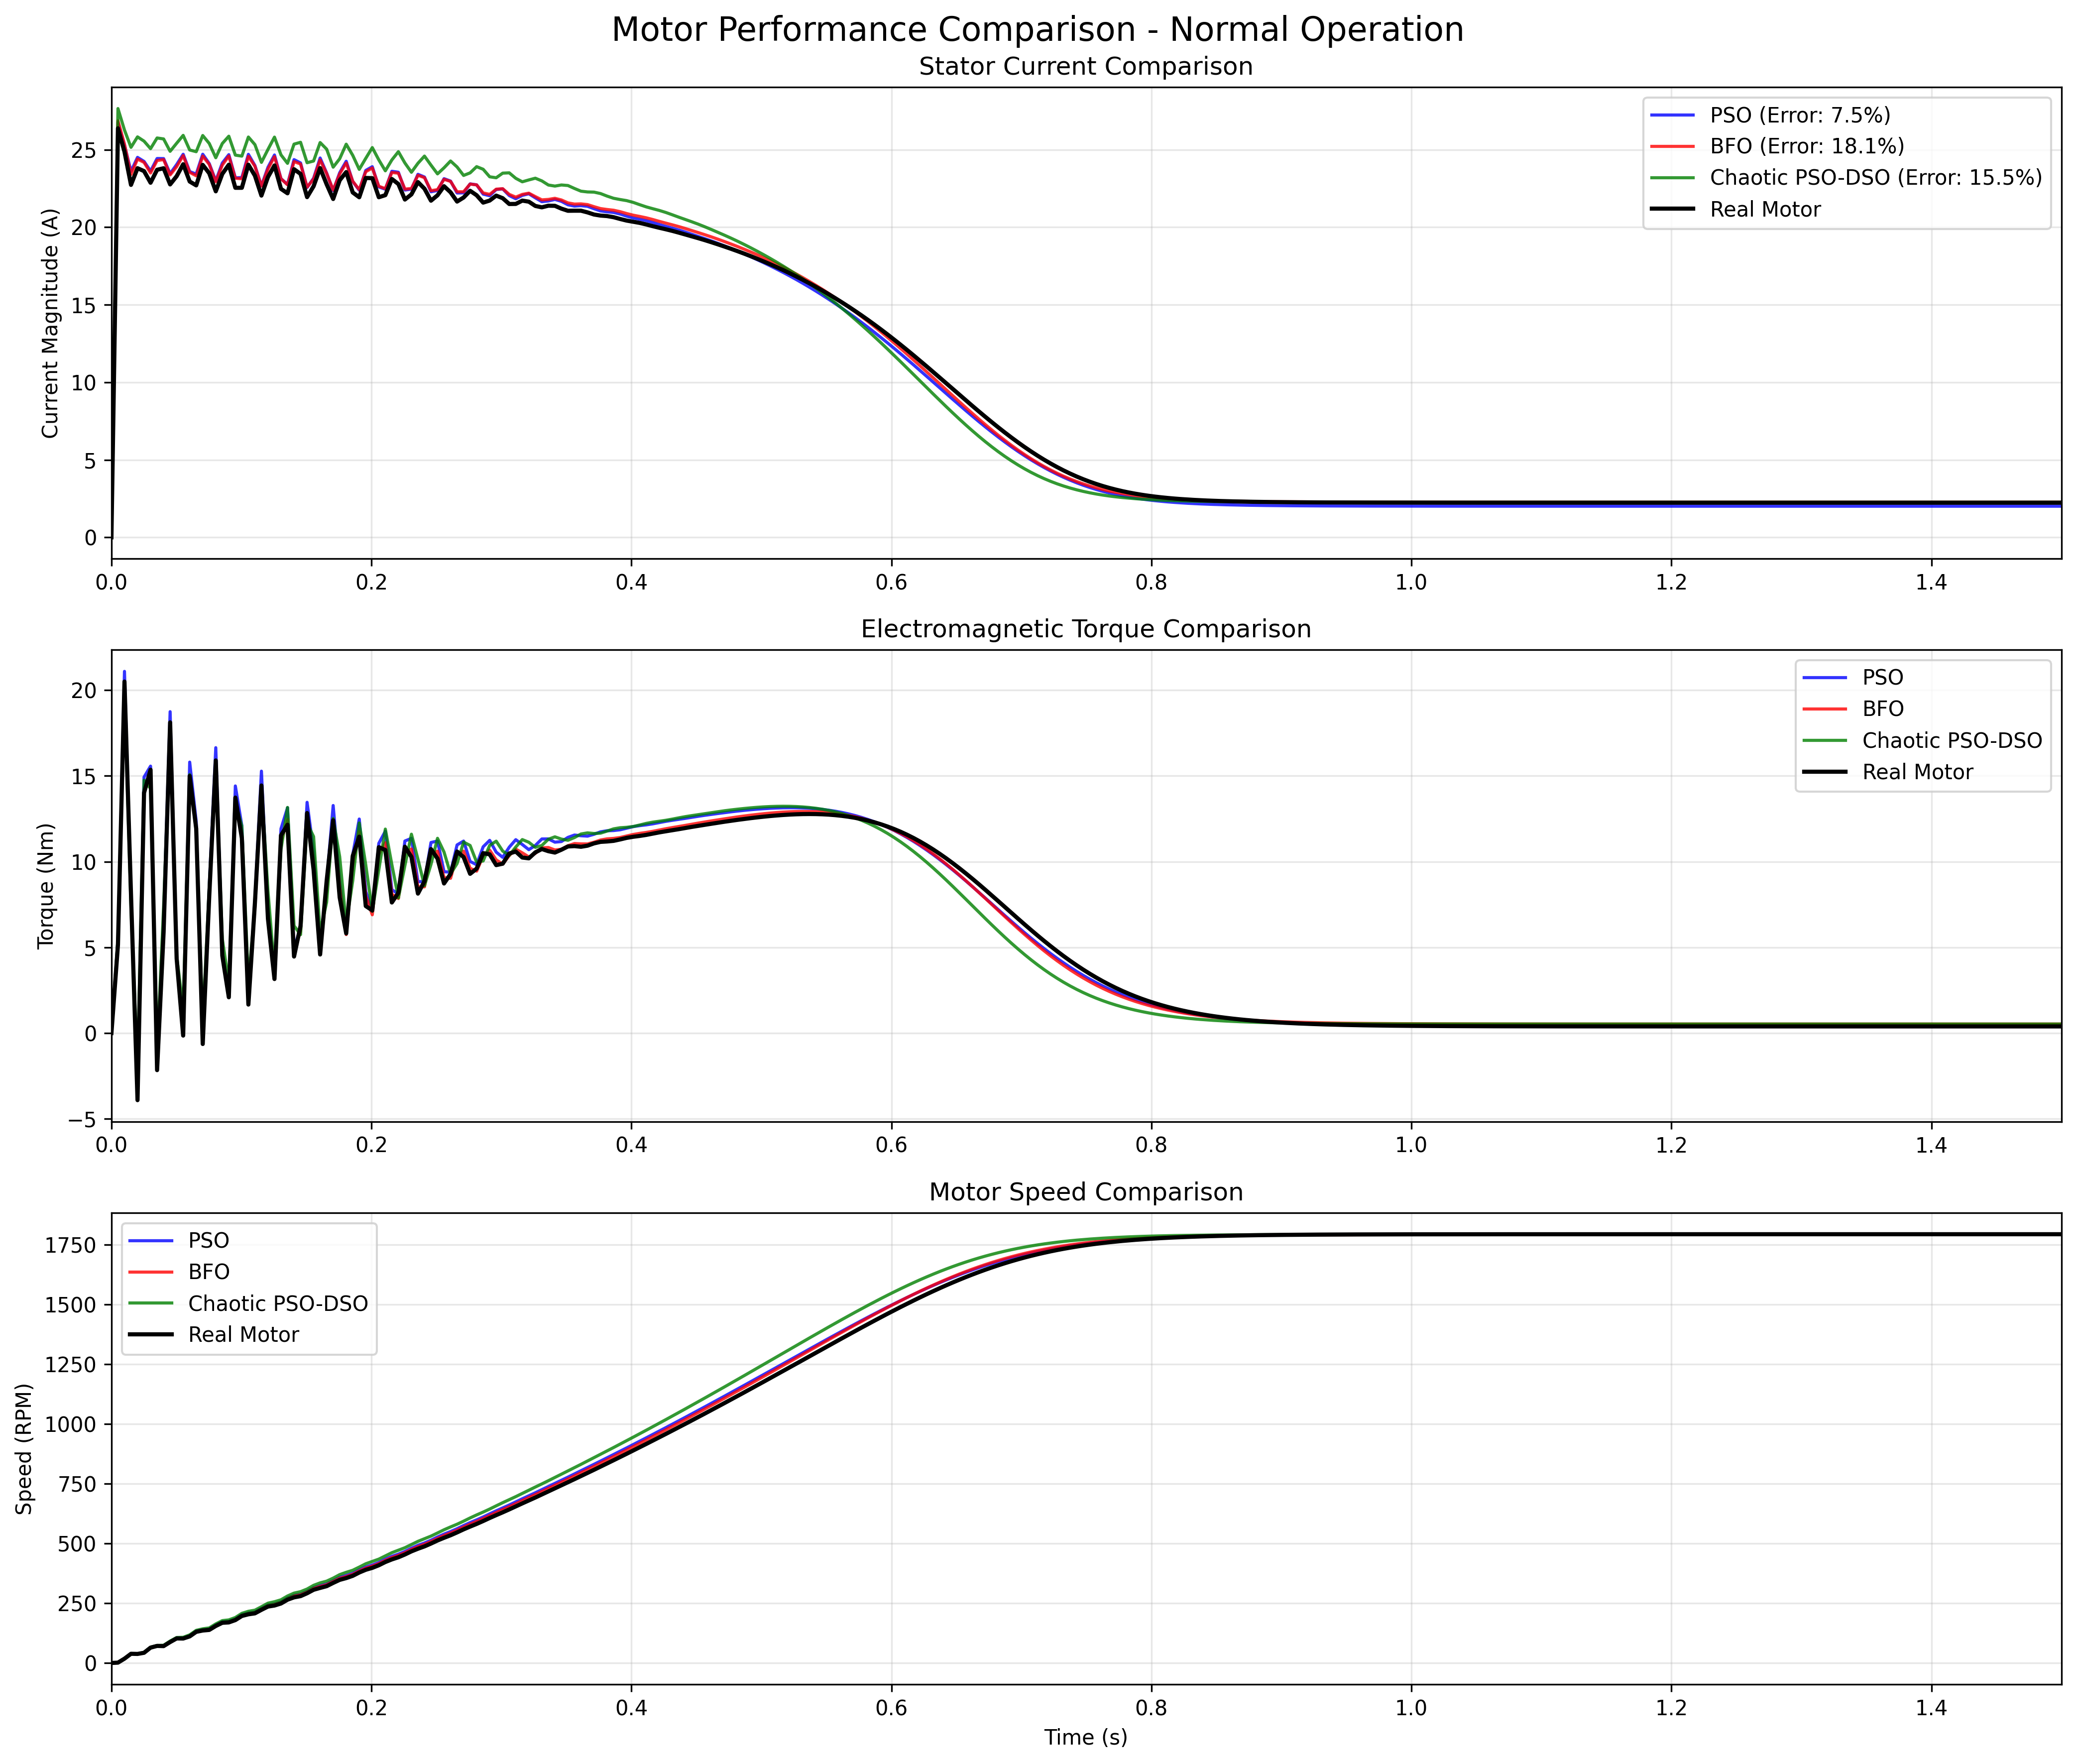 Motor Performance Comparison - Normal Operation
Stator Current Comparison
Current Magnitude (A)
25
20
15
10
5
0
PSO (Error: 7.5%)
BFO (Error: 18.1%)
Chaotic PSO-DSO (Error: 15.5%)
Real Motor
0.0 0.2 0.4 0.6 0.8 1.0 1.2 1.4
Electromagnetic Torque Comparison
Torque (Nm)
20
15
10
5
0
−5
PSO
BFO
Chaotic PSO-DSO
Real Motor
0.0 0.2 0.4 0.6 0.8 1.0 1.2 1.4
Motor Speed Comparison
Speed (RPM)
1750
1500
1250
1000
750
500
250
0
PSO
BFO
Chaotic PSO-DSO
Real Motor
0.0 0.2 0.4 0.6 0.8 1.0 1.2 1.4
Time (s)